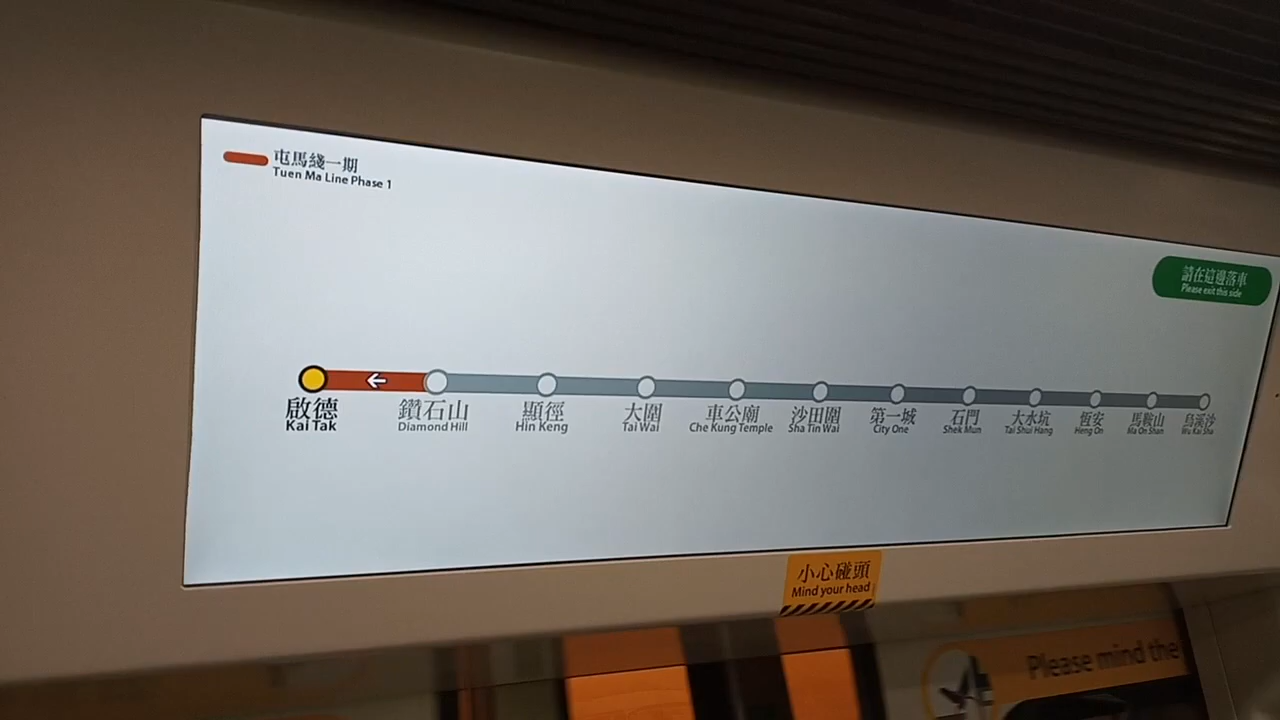 屯馬綫一期
Tuen Ma Line Phase 1
請在這邊落車
Please exit this side
啟德
Kai Tak
鑽石山
Diamond Hill
顯徑
Hin Keng
大圍
Tai Wai
車公廟
Che Kung Temple
沙田圍
Sha Tin Wai
第一城
City One
石門
Shek Mun
大水坑
Tai Shui Hang
恆安
Heng On
馬鞍山
Ma On Shan
烏溪沙
Wu Kai Sha
小心碰頭
Mind your head
Please mind the